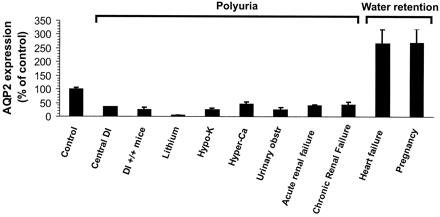 Polyuria
Water retention
AQP2 expression
(% of control)
350
300
250
200
150
100
50
0
Control
Central DI
DI +/+ mice
Lithium
Hypo-K
Hyper-Ca
Urinary obstr
Acute renal failure
Chronic Renal Failure
Heart failure
Pregnancy